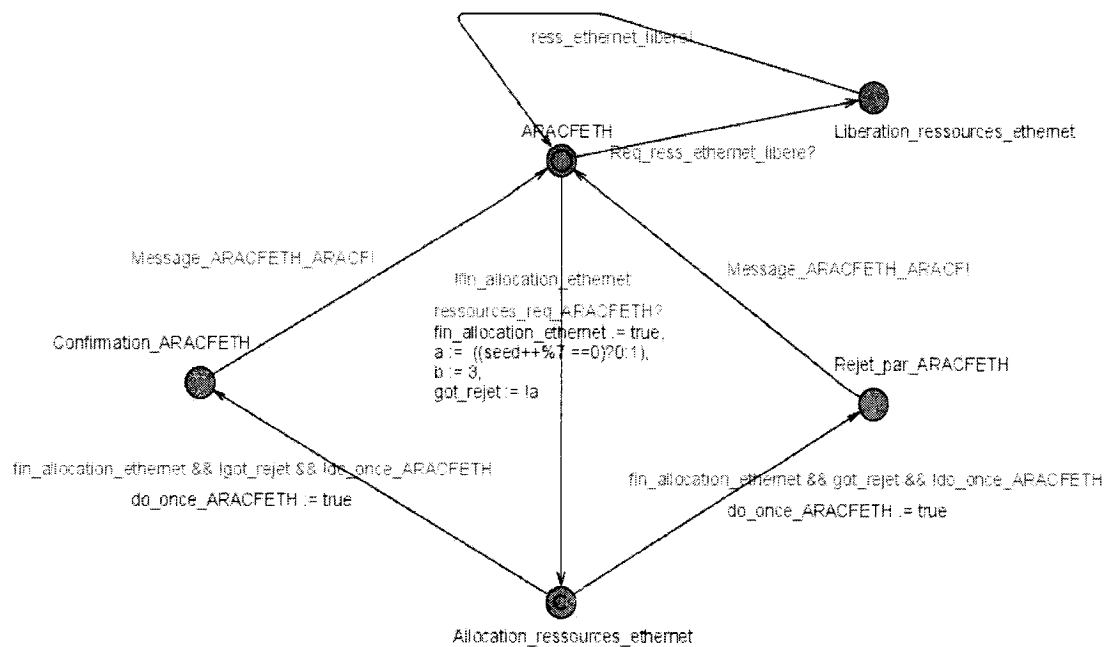 ress_ethernet_libere!
ARACFETH
Liberation_ressources_ethernet
Req_ress_ethernet_libere?
Message_ARACFETH_ARACF!
Message_ARACFETH_ARACF!
!fin_allocation_ethernet
ressources_req_ARACFETH?
fin_allocation_ethernet := true,
a := ((seed++%7 ==0)?0:1),
b := 3,
got_rejet := !a
Confirmation_ARACFETH
Rejet_par_ARACFETH
fin_allocation_ethernet && !got_rejet && !do_once_ARACFETH
do_once_ARACFETH := true
fin_allocation_ethernet && got_rejet && !do_once_ARACFETH
do_once_ARACFETH := true
Allocation_ressources_ethernet